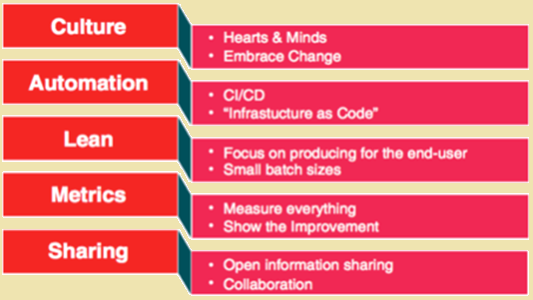 Culture
• Hearts & Minds
• Embrace Change
Automation
• CI/CD
• “Infrastucture as Code”
Lean
• Focus on producing for the end-user
• Small batch sizes
Metrics
• Measure everything
• Show the Improvement
Sharing
• Open information sharing
• Collaboration